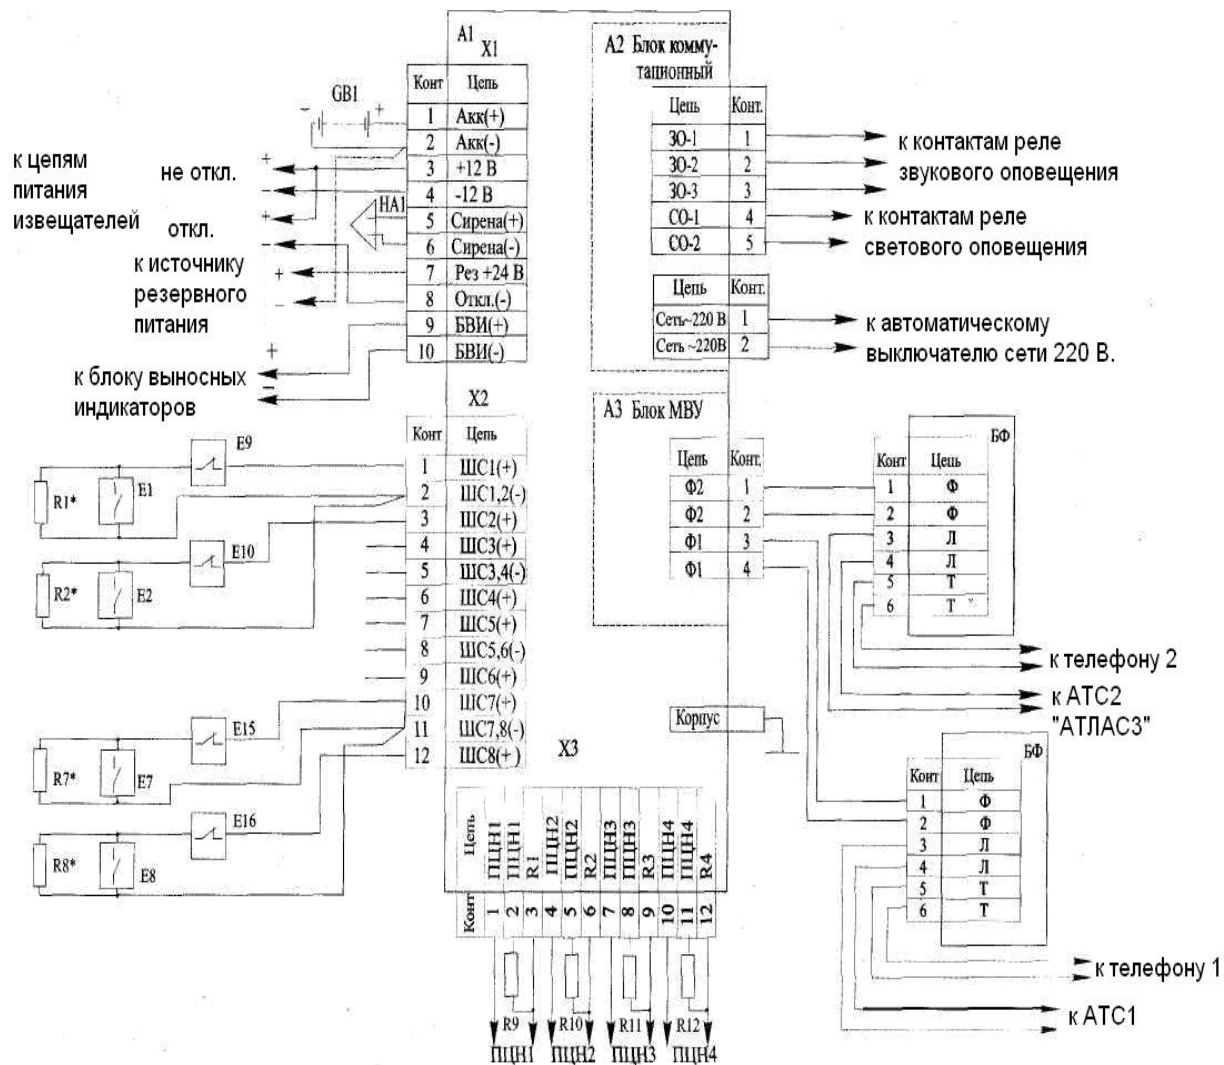 A1
X1
Конт Цепь
1 Акк(+)
2 Акк(-)
3 +12 В
4 -12 В
5 Сирена(+)
6 Сирена(-)
7 Рез +24 В
8 Откл.(-)
9 БВИ(+)
10 БВИ(-)
- GB1 +
HA1
к цепям
питания
извещателей
не откл.
откл.
+
-
+
-
к источнику
резервного
питания
+
-
к блоку выносных
индикаторов
+
-
X2
Конт Цепь
1 ШС1(+)
2 ШС1,2(-)
3 ШС2(+)
4 ШС3(+)
5 ШС3,4(-)
6 ШС4(+)
7 ШС5(+)
8 ШС5,6(-)
9 ШС6(+)
10 ШС7(+)
11 ШС7,8(-)
12 ШС8(+)
E9
R1* E1
E10
R2* E2
E15
R7* E7
E16
R8* E8
A2 Блок комму-
тационный
Цепь Конт.
ЗО-1 1
ЗО-2 2
ЗО-3 3
СО-1 4
СО-2 5
к контактам реле
звукового оповещения
к контактам реле
светового оповещения
Цепь Конт.
Сеть~220 В 1
Сеть ~220В 2
к автоматическому
выключателю сети 220 В.
A3 Блок МВУ
Цепь Конт.
Ф2 1
Ф2 2
Ф1 3
Ф1 4
БФ
Конт Цепь
1 Ф
2 Ф
3 Л
4 Л
5 Т
6 Т
к телефону 2
к АТС2
"АТЛАС3"
Корпус
БФ
Конт Цепь
1 Ф
2 Ф
3 Л
4 Л
5 Т
6 Т
к телефону 1
к АТС1
X3
Цепь ПЦН1 ПЦН1 R1 ПЦН2 ПЦН2 R2 ПЦН3 ПЦН3 R3 ПЦН4 ПЦН4 R4
Конт 1 2 3 4 5 6 7 8 9 10 11 12
R9 R10 R11 R12
ПЦН1 ПЦН2 ПЦН3 ПЦН4